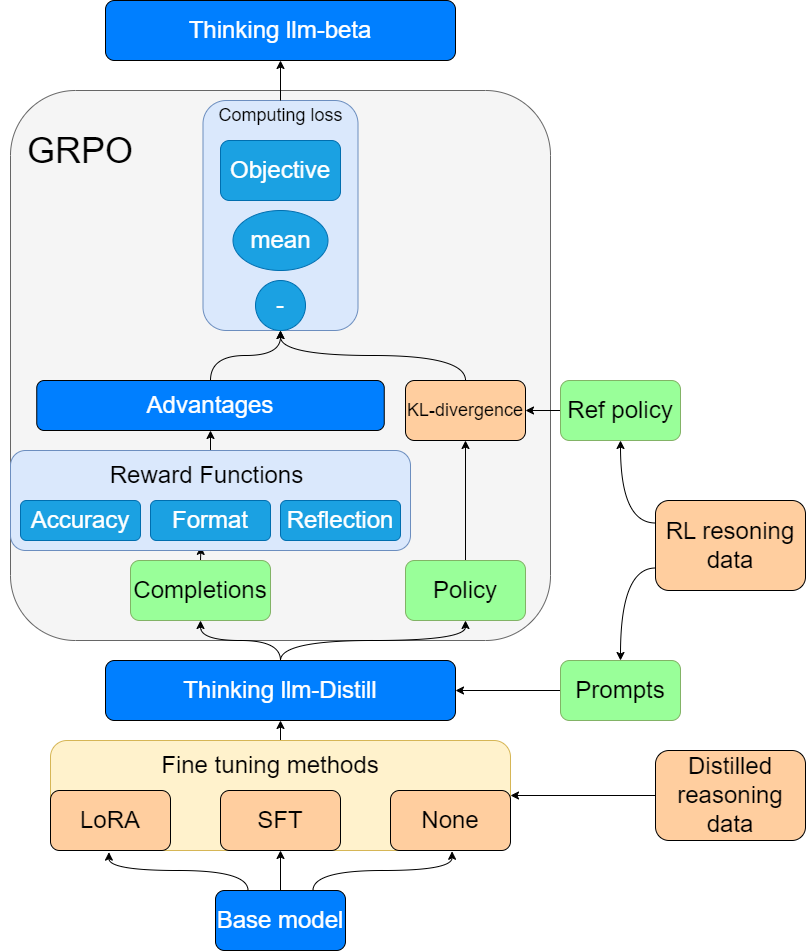 Thinking llm-beta
Computing loss
GRPO
Objective
mean
-
Advantages
KL-divergence
Ref policy
Reward Functions
Accuracy
Format
Reflection
RL resoning
data
Completions
Policy
Thinking llm-Distill
Prompts
Fine tuning methods
Distilled
reasoning
data
LoRA
SFT
None
Base model